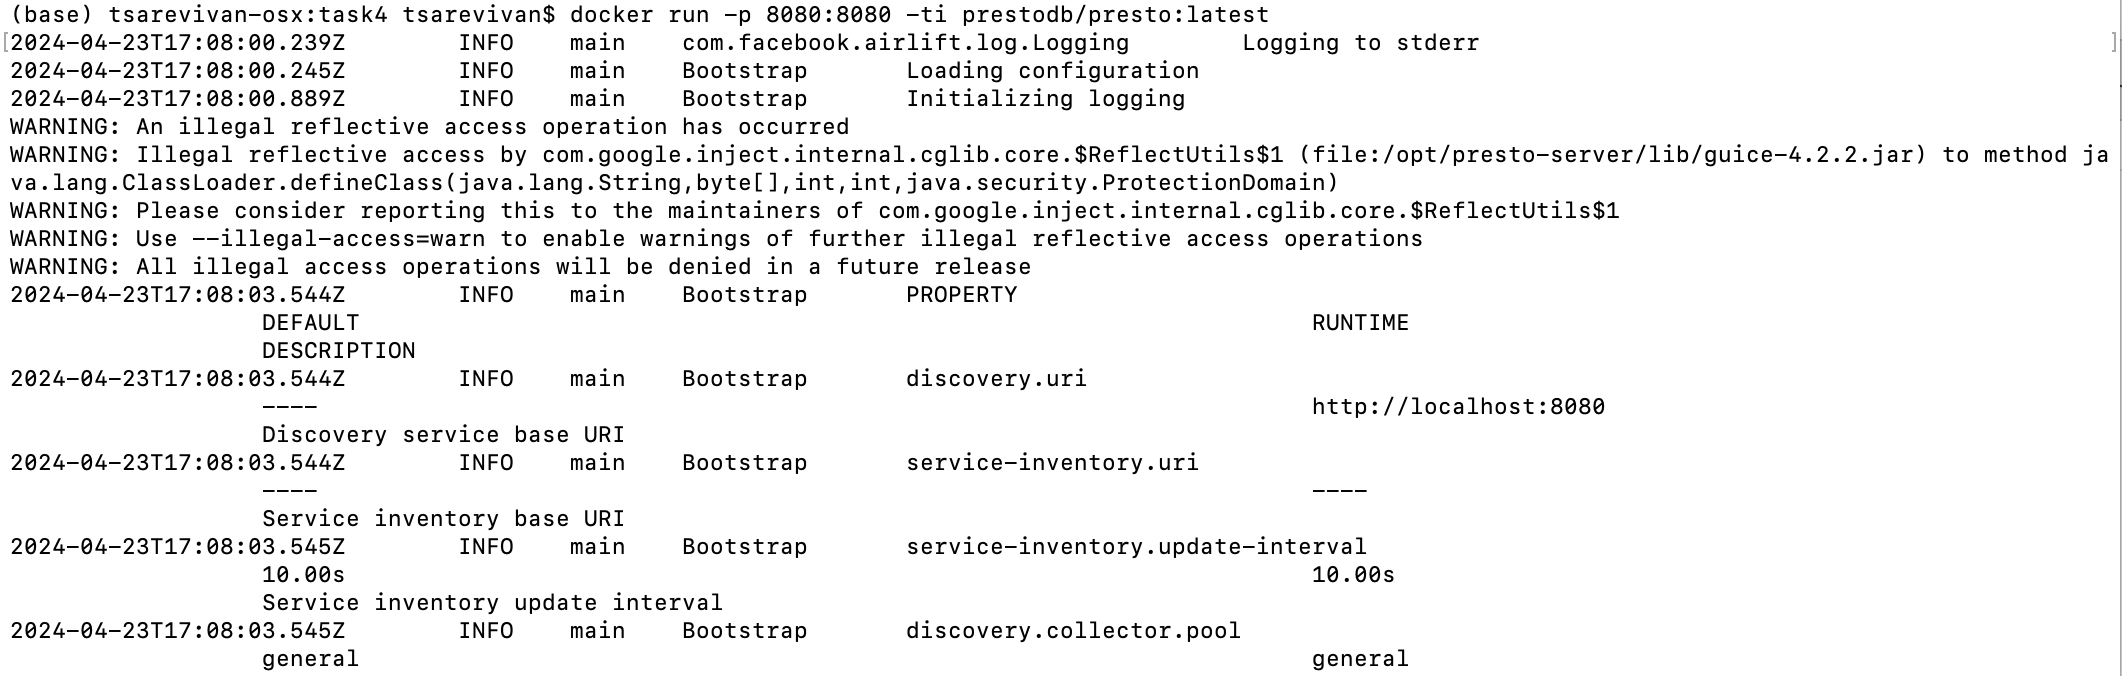 (base) tsarevivan-osx:task4 tsarevivan$ docker run -p 8080:8080 -ti prestodb/presto:latest
[2024-04-23T17:08:00.239Z        INFO    main    com.facebook.airlift.log.Logging        Logging to stderr ]
2024-04-23T17:08:00.245Z        INFO    main    Bootstrap       Loading configuration
2024-04-23T17:08:00.889Z        INFO    main    Bootstrap       Initializing logging
WARNING: An illegal reflective access operation has occurred
WARNING: Illegal reflective access by com.google.inject.internal.cglib.core.$ReflectUtils$1 (file:/opt/presto-server/lib/guice-4.2.2.jar) to method ja
va.lang.ClassLoader.defineClass(java.lang.String,byte[],int,int,java.security.ProtectionDomain)
WARNING: Please consider reporting this to the maintainers of com.google.inject.internal.cglib.core.$ReflectUtils$1
WARNING: Use --illegal-access=warn to enable warnings of further illegal reflective access operations
WARNING: All illegal access operations will be denied in a future release
2024-04-23T17:08:03.544Z        INFO    main    Bootstrap       PROPERTY
DEFAULT        RUNTIME
DESCRIPTION
2024-04-23T17:08:03.544Z        INFO    main    Bootstrap       discovery.uri
----        http://localhost:8080
Discovery service base URI
2024-04-23T17:08:03.544Z        INFO    main    Bootstrap       service-inventory.uri
----        ----
Service inventory base URI
2024-04-23T17:08:03.545Z        INFO    main    Bootstrap       service-inventory.update-interval
10.00s        10.00s
Service inventory update interval
2024-04-23T17:08:03.545Z        INFO    main    Bootstrap       discovery.collector.pool
general        general